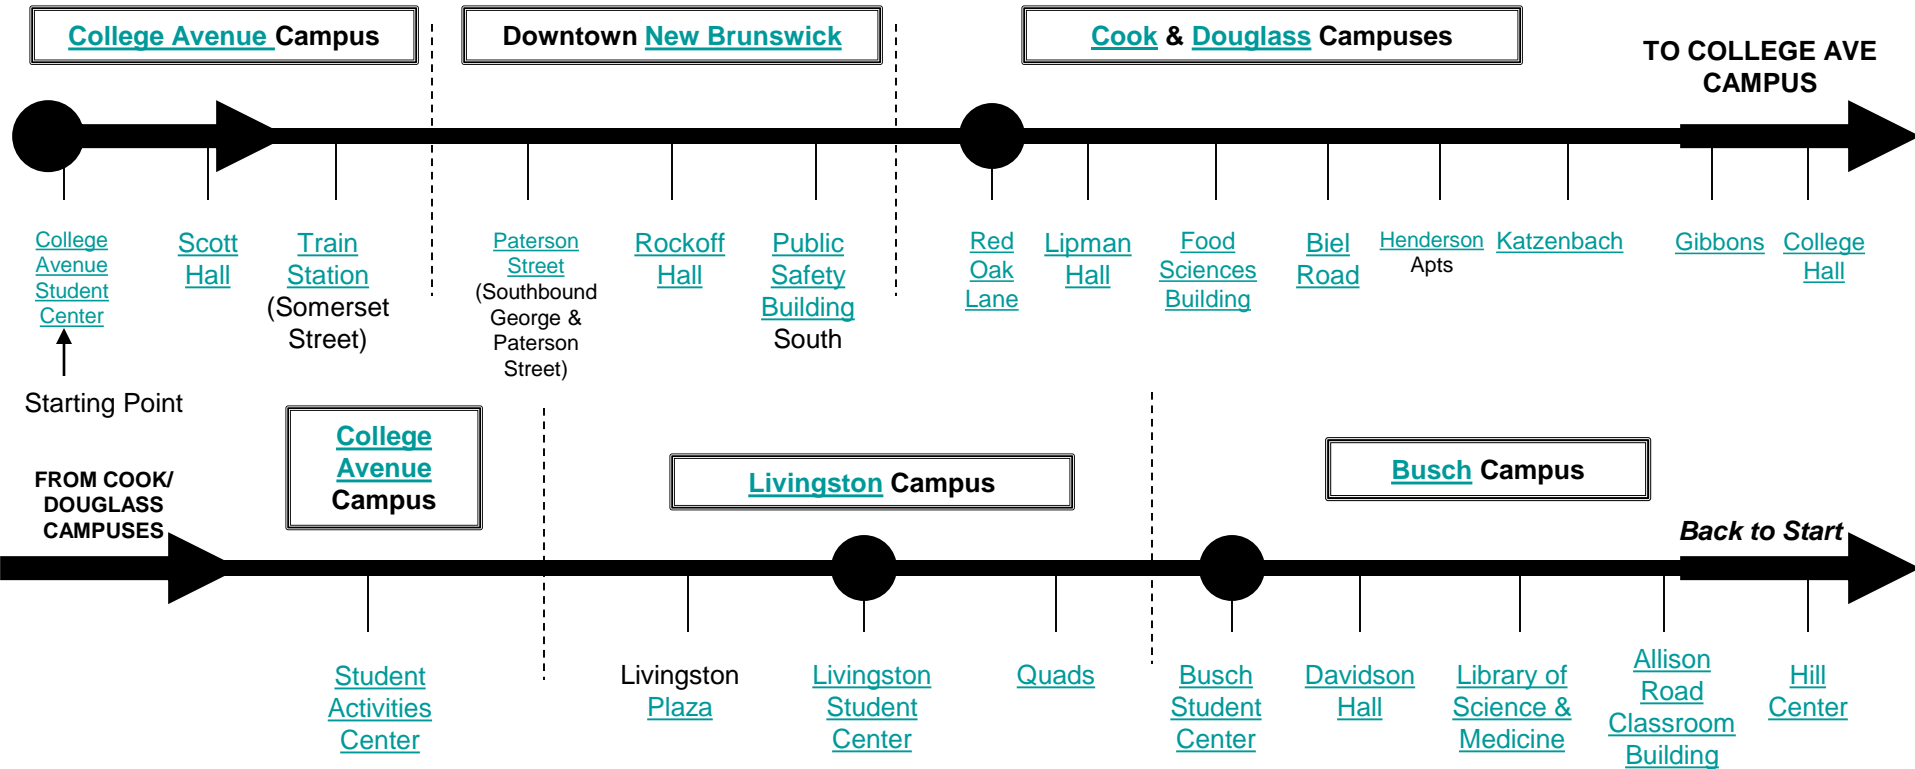 College Avenue Campus
Downtown New Brunswick
Cook & Douglass Campuses
TO COLLEGE AVE
CAMPUS
College
Avenue
Student
Center
Scott
Hall
Train
Station
(Somerset
Street)
Paterson
Street
(Southbound
George &
Paterson
Street)
Rockoff
Hall
Public
Safety
Building
South
Red
Oak
Lane
Lipman
Hall
Food
Sciences
Building
Biel
Road
Henderson
Apts
Katzenbach
Gibbons
College
Hall
Starting Point
FROM COOK/
DOUGLASS
CAMPUSES
College
Avenue
Campus
Livingston Campus
Busch Campus
Back to Start
Student
Activities
Center
Livingston
Plaza
Livingston
Student
Center
Quads
Busch
Student
Center
Davidson
Hall
Library of
Science &
Medicine
Allison
Road
Classroom
Building
Hill
Center